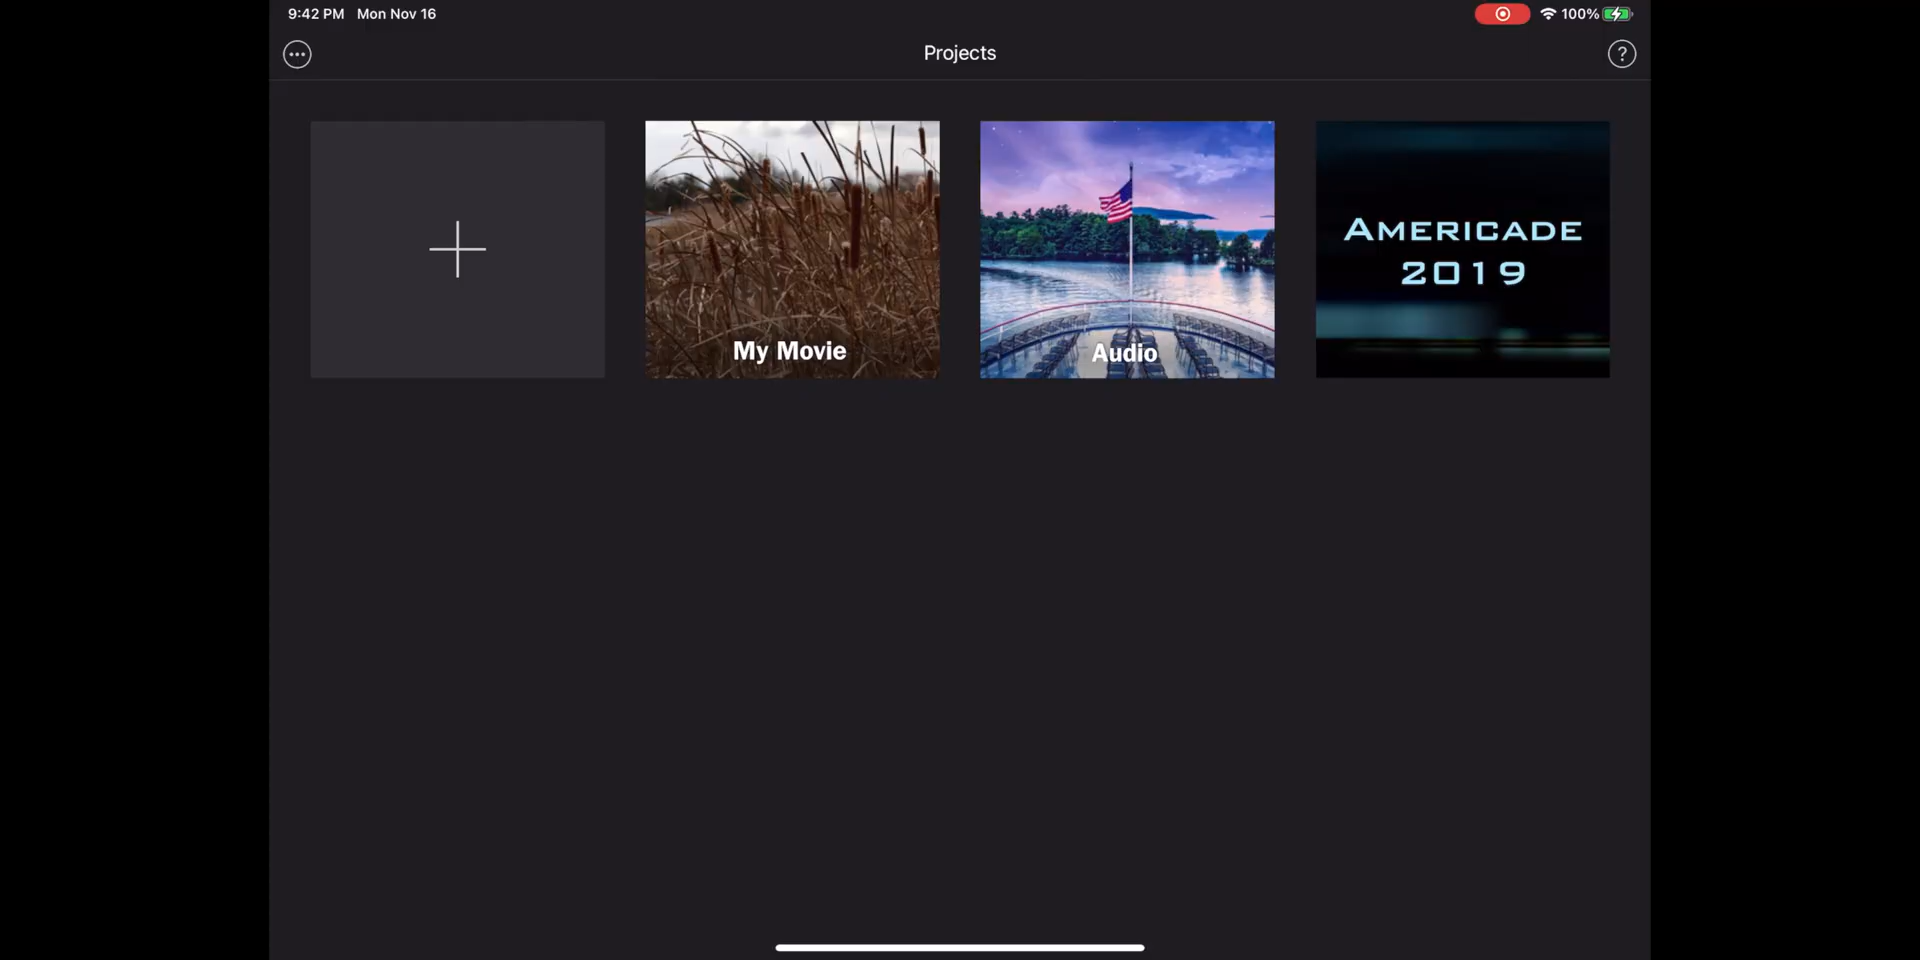 9:42 PM Mon Nov 16
100%
Projects
?
My Movie
Audio
AMERICADE
2019